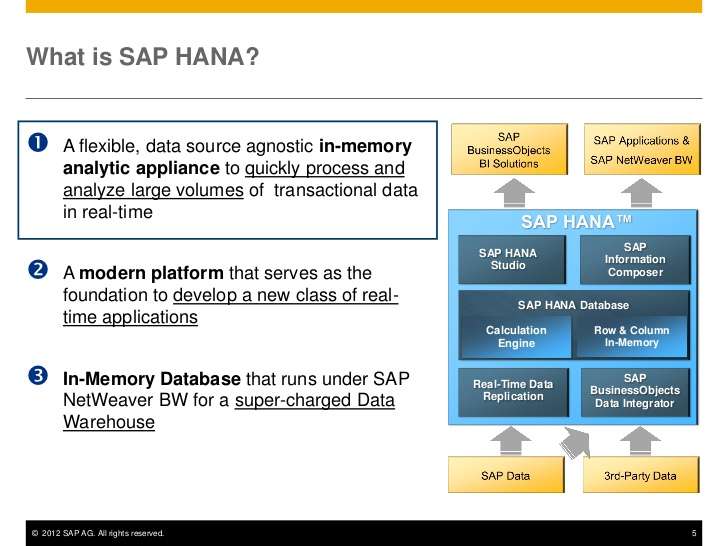 What is SAP HANA?
❶ A flexible, data source agnostic in-memory
analytic appliance to quickly process and
analyze large volumes of transactional data
in real-time
❷ A modern platform that serves as the
foundation to develop a new class of real-
time applications
❸ In-Memory Database that runs under SAP
NetWeaver BW for a super-charged Data
Warehouse
SAP
BusinessObjects
BI Solutions
SAP Applications &
SAP NetWeaver BW
SAP HANA™
SAP HANA
Studio
SAP
Information
Composer
SAP HANA Database
Calculation
Engine
Row & Column
In-Memory
Real-Time Data
Replication
SAP
BusinessObjects
Data Integrator
SAP Data
3rd-Party Data
© 2012 SAP AG. All rights reserved.
5